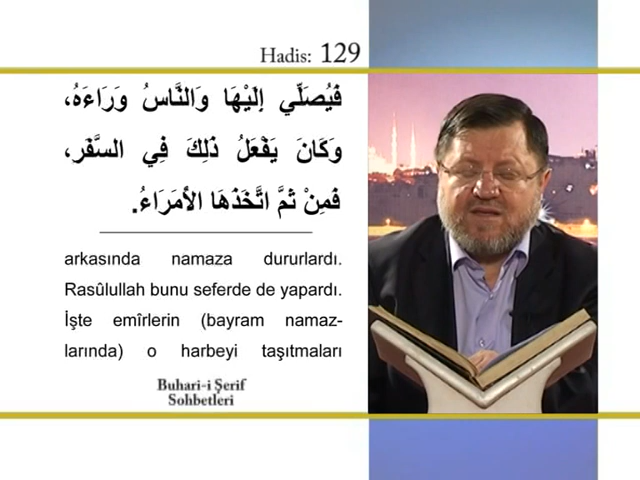 Hadis: 129
فَيُصَلِّي إِلَيْهَا وَالنَّاسُ وَرَاءَهُ،
وَكَانَ يَفْعَلُ ذَلِكَ فِي السَّفَرِ،
فَمِنْ ثَمَّ اتَّخَذَهَا الأُمَرَاءُ.
arkasında namaza dururlardı.
Rasûlullah bunu seferde de yapardı.
İşte emîrlerin (bayram namaz-
larında) o harbeyi taşıtmaları
Buhari-i Şerif
Sohbetleri